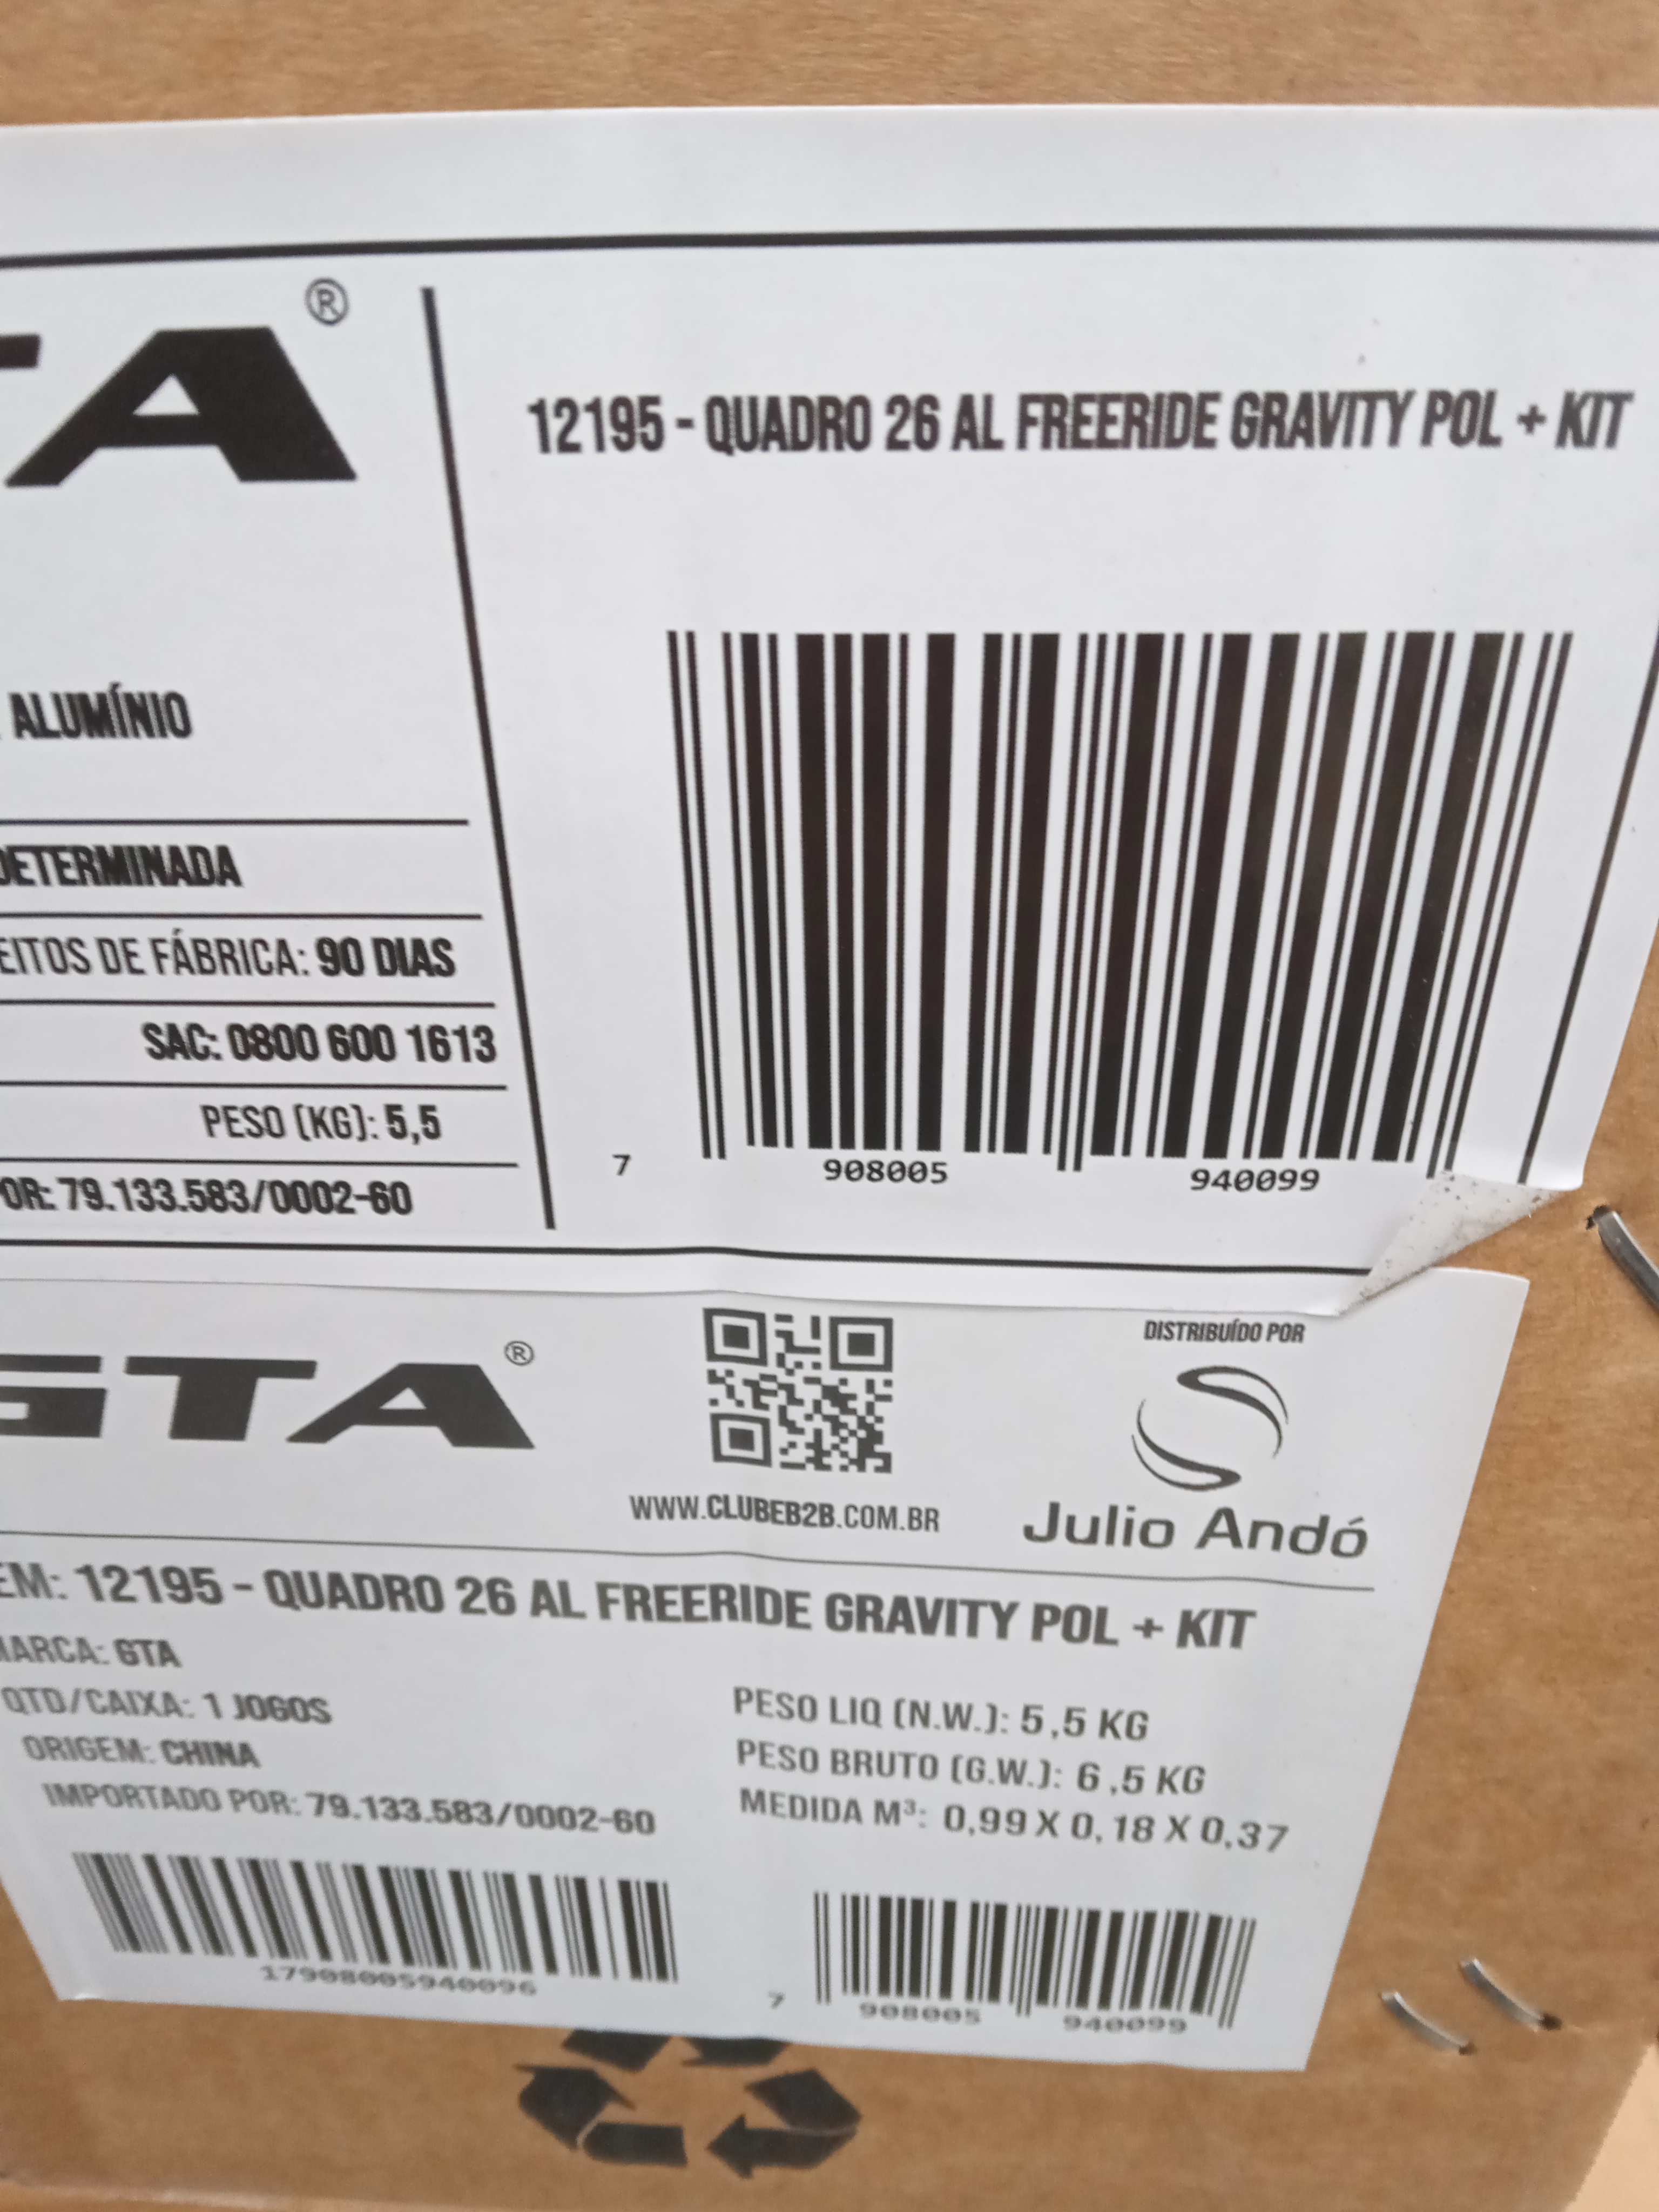 TA®
12195 - QUADRO 26 AL FREERIDE GRAVITY POL + KIT
ALUMÍNIO
DETERMINADA
EITOS DE FÁBRICA: 90 DIAS
SAC: 0800 600 1613
PESO (KG): 5,5
OR: 79.133.583/0002-60
7 908005 940099
GTA®
WWW.CLUBEB2B.COM.BR
DISTRIBUÍDO POR
Julio Andó
EM: 12195 - QUADRO 26 AL FREERIDE GRAVITY POL + KIT
MARCA: GTA
QTD/CAIXA: 1 JOGOS
ORIGEM: CHINA
IMPORTADO POR: 79.133.583/0002-60
PESO LIQ (N.W.): 5,5 KG
PESO BRUTO (G.W.): 6,5 KG
MEDIDA M³: 0,99 X 0,18 X 0,37
17908005940096
7 908005 940099